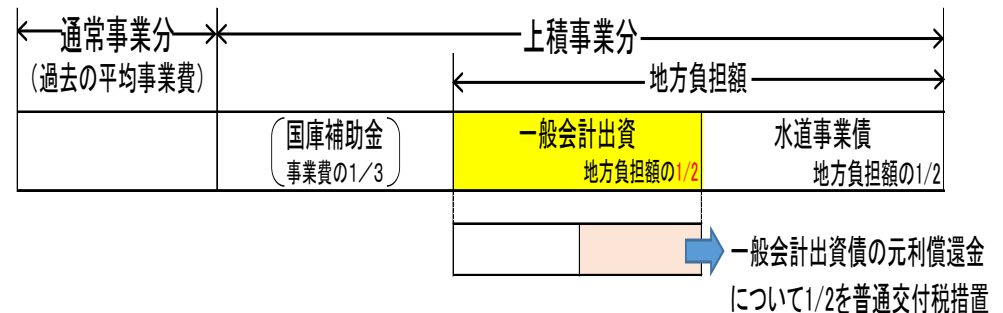 通常事業分
上積事業分
（過去の平均事業費）
地方負担額
国庫補助金
事業費の1／3
一般会計出資
地方負担額の1/2
水道事業債
地方負担額の1/2
一般会計出資債の元利償還金
について1/2を普通交付税措置